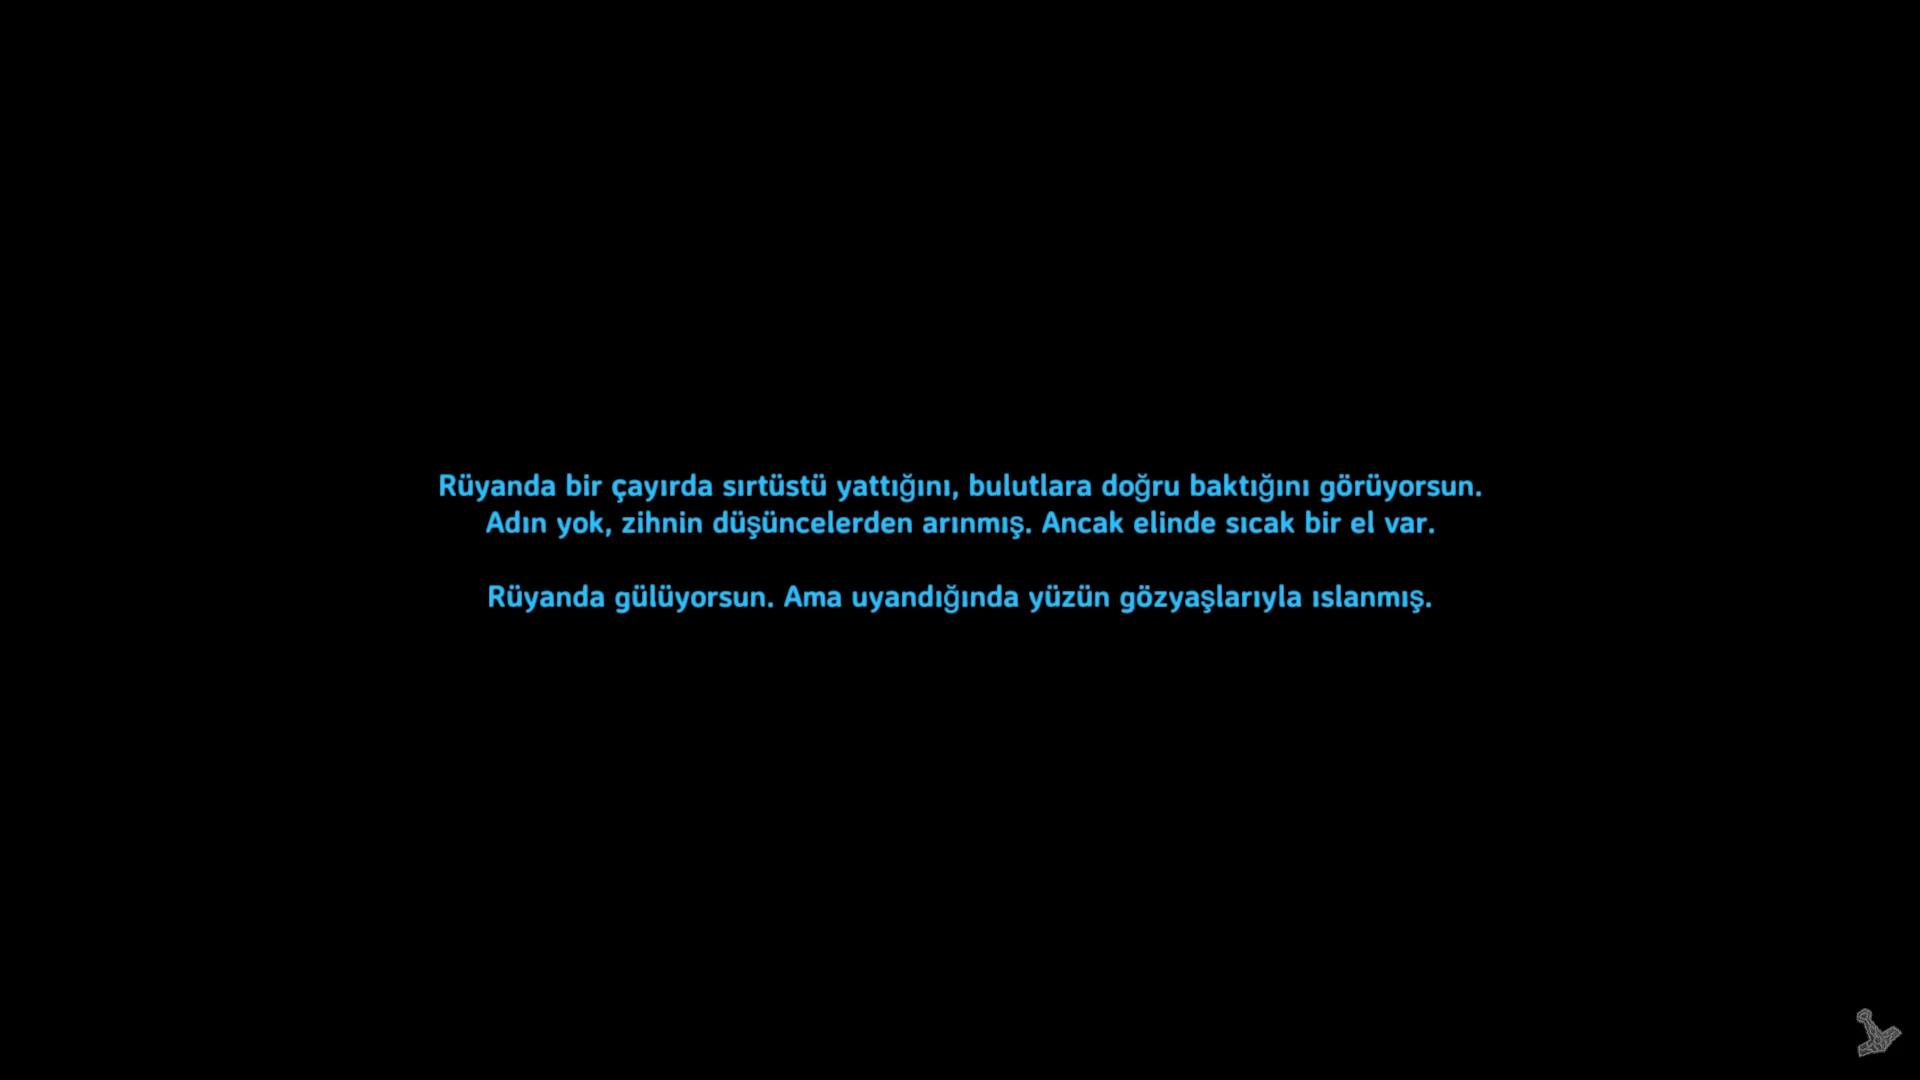 Rüyanda bir çayırda sırtüstü yattığını, bulutlara doğru baktığını görüyorsun.
Adın yok, zihnin düşüncelerden arınmış. Ancak elinde sıcak bir el var.
Rüyanda gülüyorsun. Ama uyandığında yüzün gözyaşlarıyla ıslanmış.